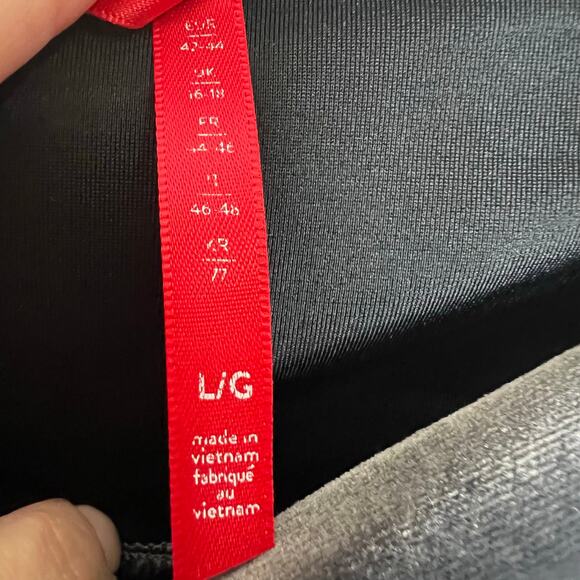 EUR
42-44
UK
16-18
FR
44-46
IT
46-48
KR
77
L/G
made in
vietnam
fabriqué
au
vietnam